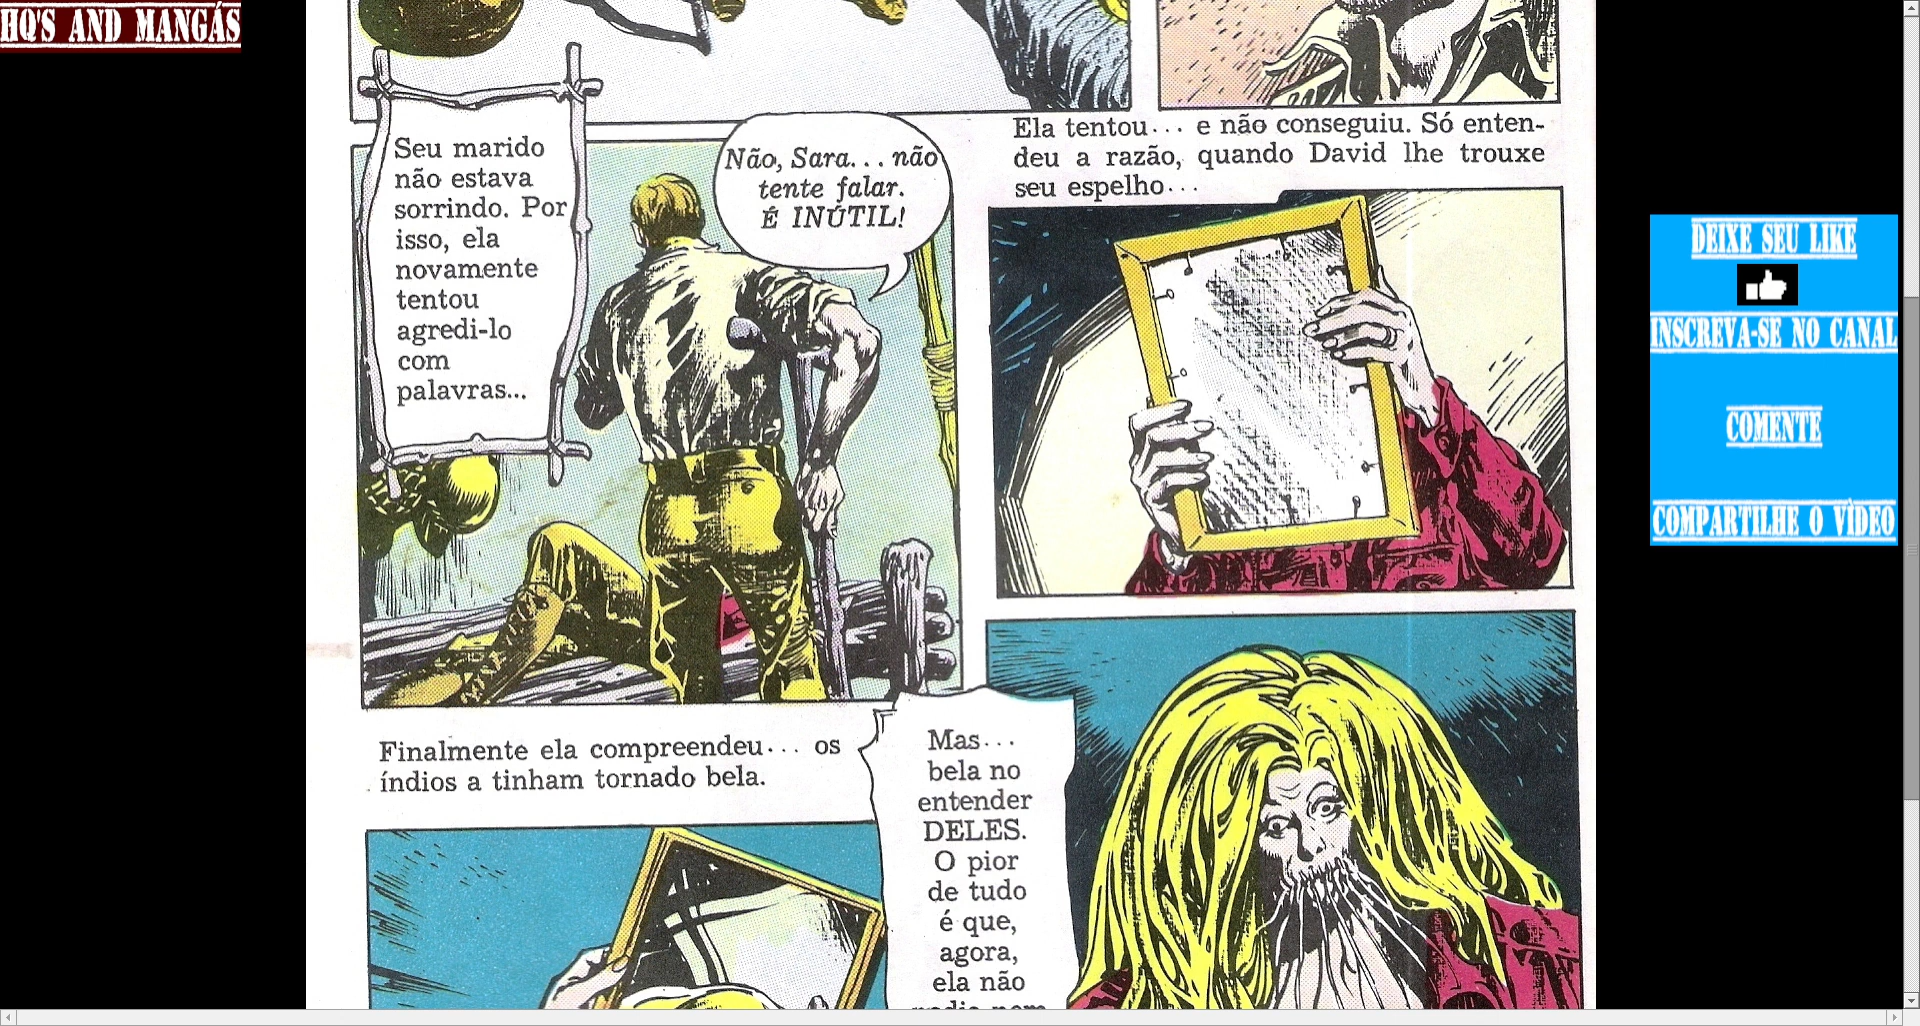 HQ'S AND MANGÁS
Seu marido
não estava
sorrindo. Por
isso, ela
novamente
tentou
agredi-lo
com
palavras...
Não, Sara... não
tente falar.
É INÚTIL!
Ela tentou... e não conseguiu. Só enten-
deu a razão, quando David lhe trouxe
seu espelho...
Finalmente ela compreendeu... os
índios a tinham tornado bela.
Mas...
bela no
entender
DELES.
O pior
de tudo
é que,
agora,
ela não
DEIXE SEU LIKE
INSCREVA-SE NO CANAL
COMENTE
COMPARTILHE O VÍDEO